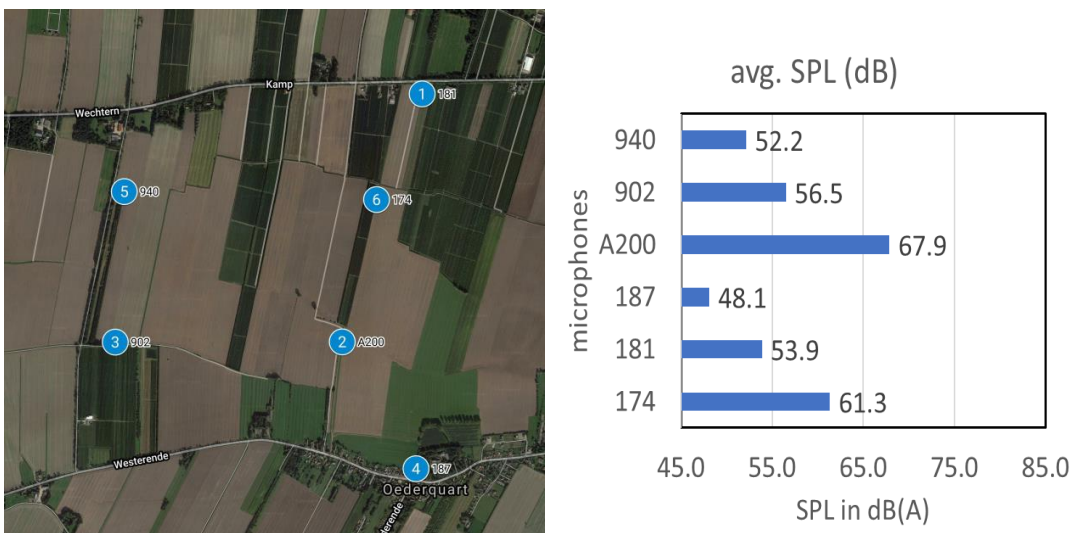 Kamp
1 181
Wechtern
5 940
6 174
3 902
2 A200
Westerende
4 187
Oederquart
derende
avg. SPL (dB)
microphones
940 52.2
902 56.5
A200 67.9
187 48.1
181 53.9
174 61.3
45.0 55.0 65.0 75.0 85.0
SPL in dB(A)